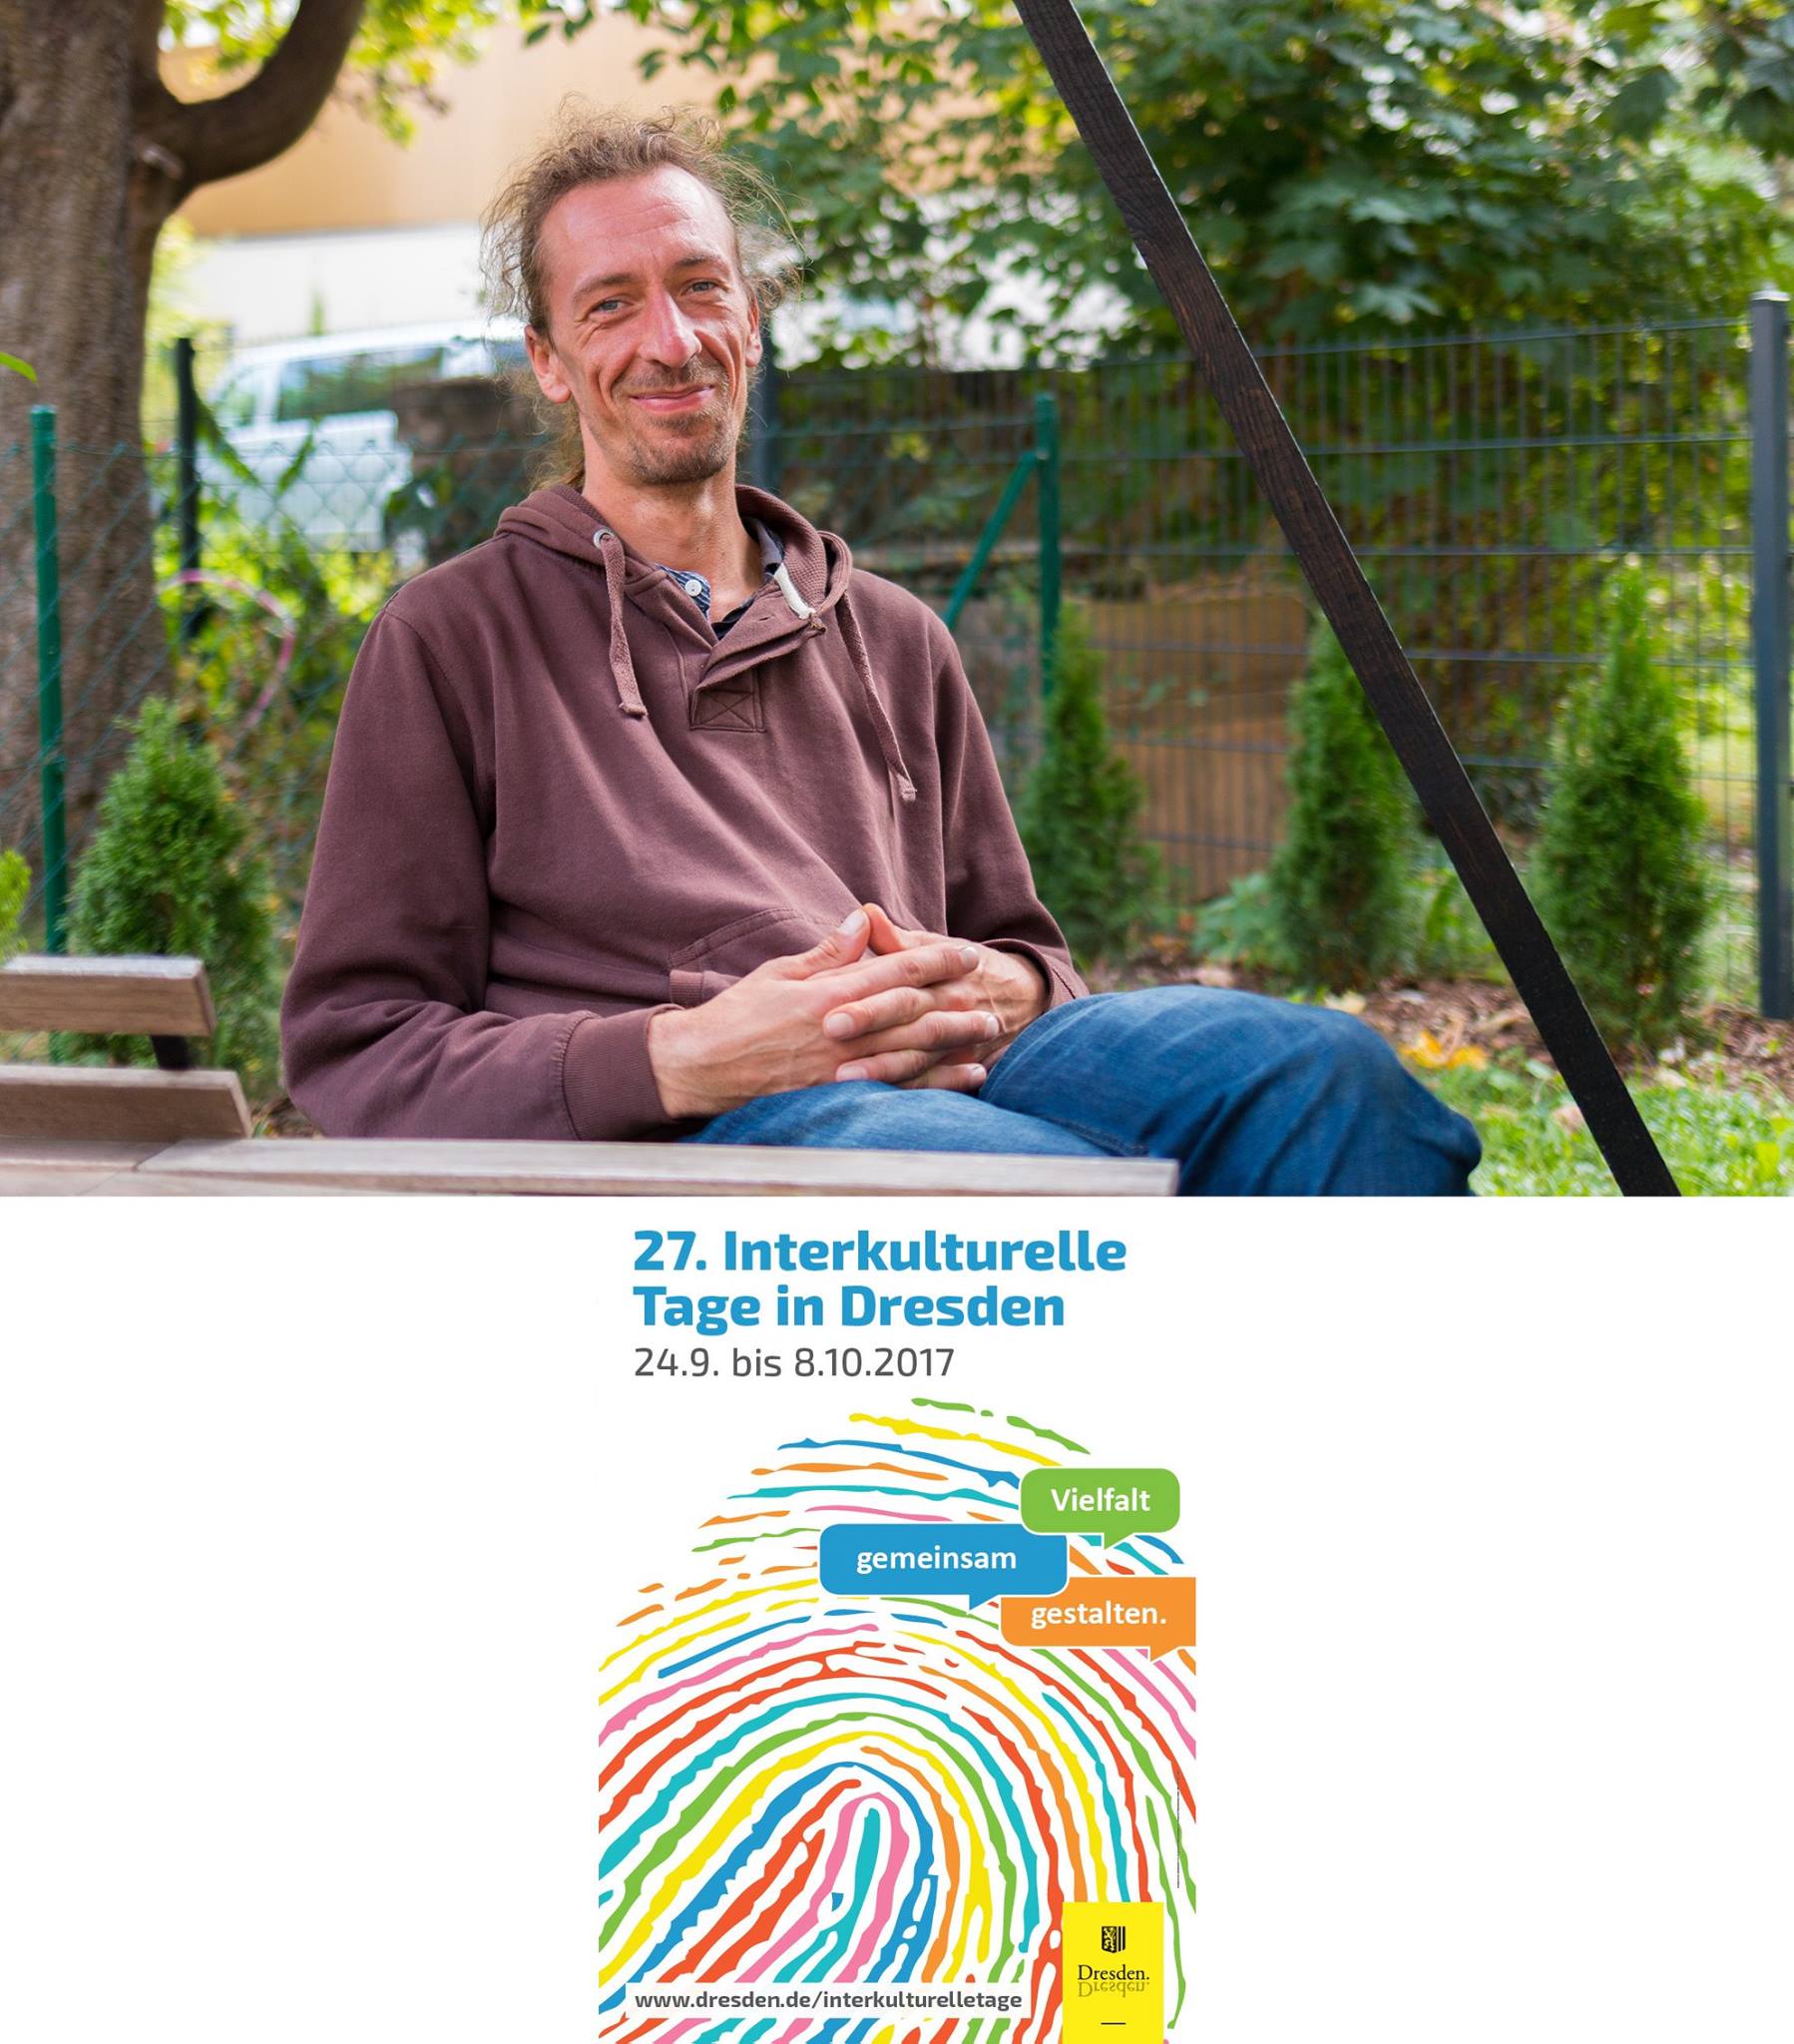 27. Interkulturelle
Tage in Dresden
24.9. bis 8.10.2017
Vielfalt
gemeinsam
gestalten.
Dresden.
Dresden.
www.dresden.de/interkulturelletage